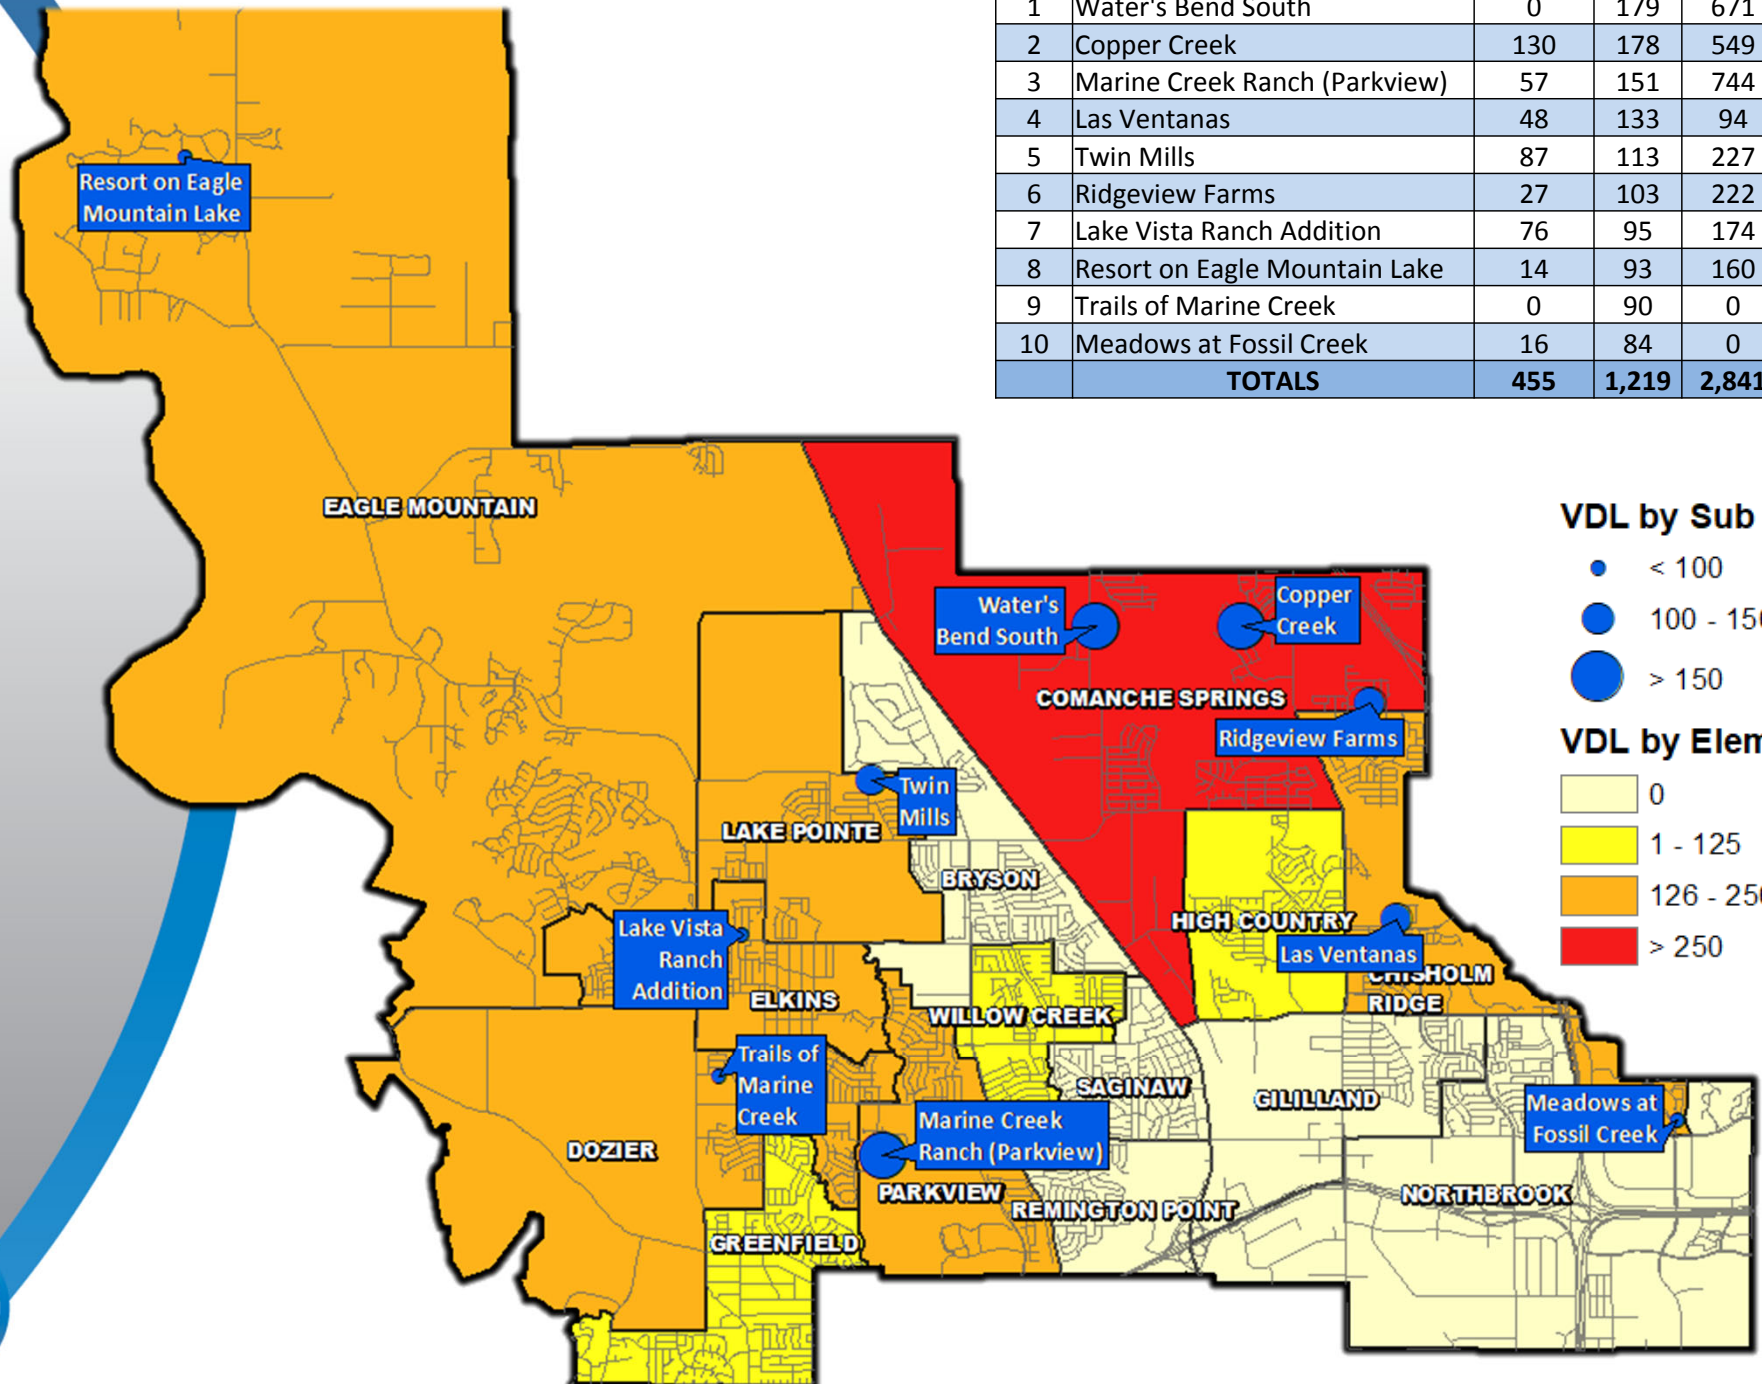 1 Water's Bend South 0 179 671
2 Copper Creek 130 178 549
3 Marine Creek Ranch (Parkview) 57 151 744
4 Las Ventanas 48 133 94
5 Twin Mills 87 113 227
6 Ridgeview Farms 27 103 222
7 Lake Vista Ranch Addition 76 95 174
8 Resort on Eagle Mountain Lake 14 93 160
9 Trails of Marine Creek 0 90 0
10 Meadows at Fossil Creek 16 84 0
TOTALS 455 1,219 2,841
Resort on Eagle
Mountain Lake
EAGLE MOUNTAIN
VDL by Sub
< 100
100 - 150
> 150
VDL by Elem
0
1 - 125
126 - 250
> 250
Water's
Bend South
Copper
Creek
COMANCHE SPRINGS
Ridgeview Farms
Twin
Mills
LAKE POINTE
BRYSON
HIGH COUNTRY
Las Ventanas
CHISHOLM
RIDGE
Lake Vista
Ranch
Addition
ELKINS
WILLOW CREEK
Trails of
Marine
Creek
SAGINAW
GILILLAND
Meadows at
Fossil Creek
Marine Creek
Ranch (Parkview)
DOZIER
PARKVIEW
REMINGTON POINT
NORTHBROOK
GREENFIELD